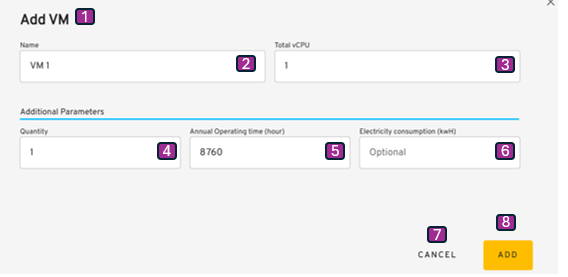 Add VM 1
Name Total vCPU
VM 1 2 1 3
Additional Parameters
Quantity Annual Operating time (hour) Electricity consumption (kwH)
1 4 8760 5 Optional 6
7 8
CANCEL ADD